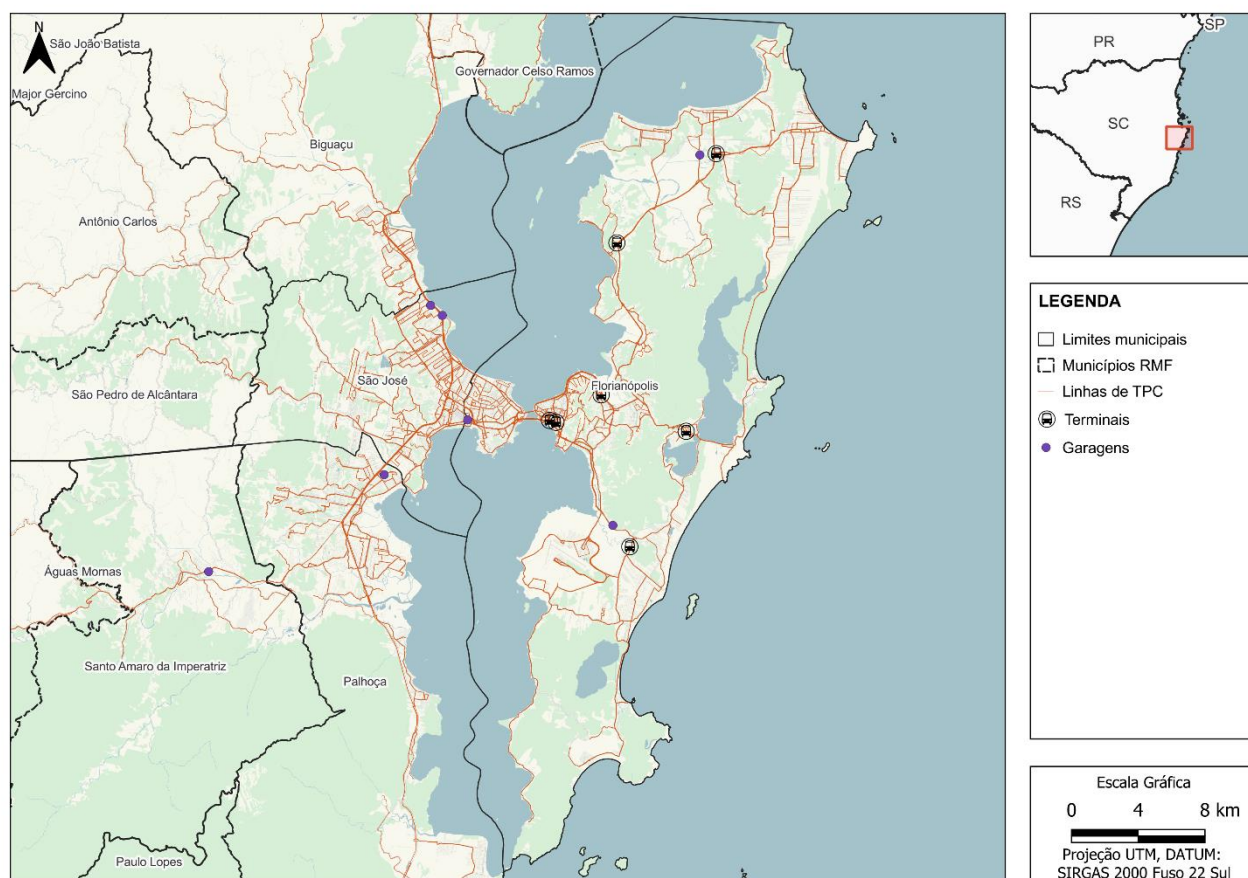 N
São João Batista
Major Gercino
Governador Celso Ramos
Biguaçu
Antônio Carlos
São José
Florianópolis
São Pedro de Alcântara
Águas Mornas
Santo Amaro da Imperatriz
Palhoça
Paulo Lopes
SP
PR
SC
RS
LEGENDA
Limites municipais
Municípios RMF
Linhas de TPC
Terminais
Garagens
Escala Gráfica
0 4 8 km
Projeção UTM, DATUM:
SIRGAS 2000 Fuso 22 Sul